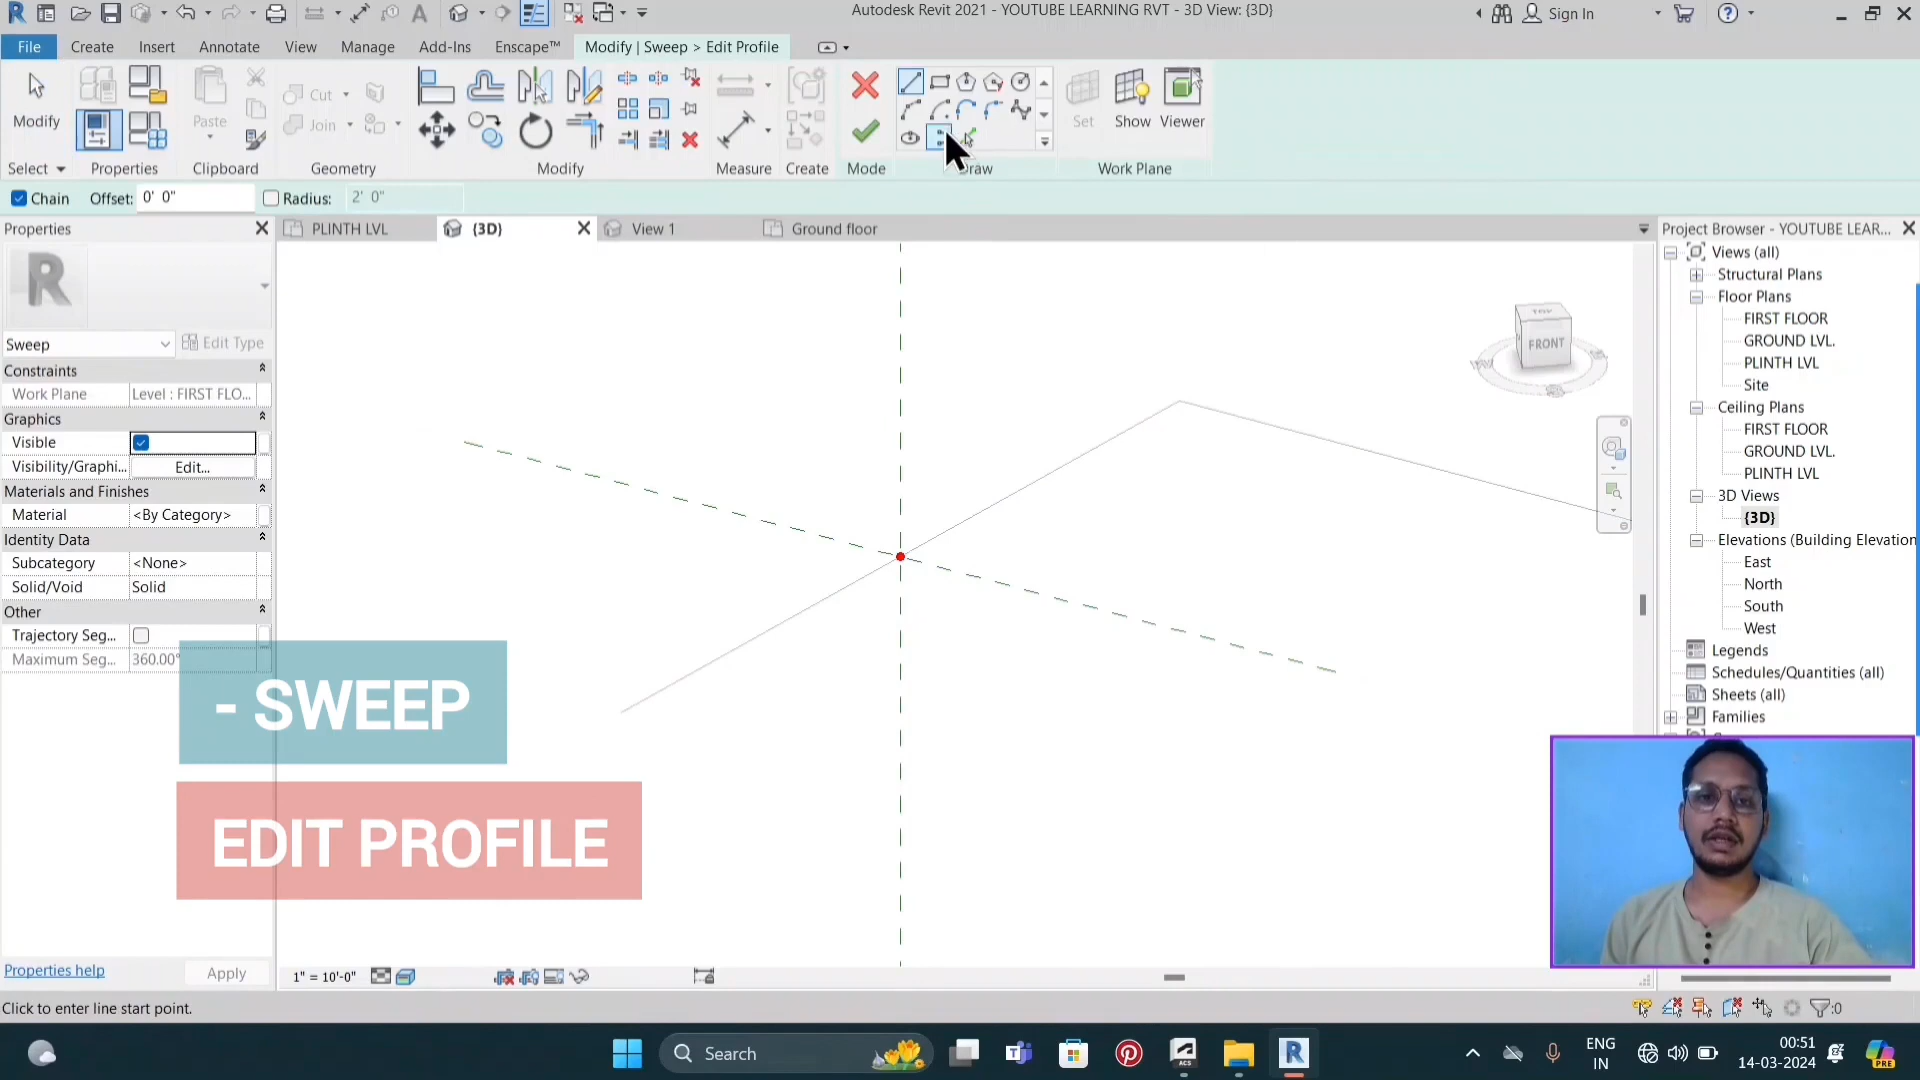 Autodesk Revit 2021 - YOUTUBE LEARNING RVT - 3D View: {3D}
Sign In
File Create Insert Annotate View Manage Add-Ins Enscape™ Modify | Sweep > Edit Profile
Modify
Paste
Cut
Join
Set
Show
Viewer
Select Properties Clipboard Geometry Modify Measure Create Mode Draw Work Plane
Chain Offset: 0' 0" Radius: 2' 0"
Properties
PLINTH LVL {3D} View 1 Ground floor
Project Browser - YOUTUBE LEAR...
Sweep
Edit Type
Constraints
Work Plane Level : FIRST FLO...
Graphics
Visible
Visibility/Graphi... Edit...
Materials and Finishes
Material <By Category>
Identity Data
Subcategory <None>
Solid/Void Solid
Other
Trajectory Seg...
Maximum Seg... 360.00°
Properties help
Apply
TOP
FRONT
- SWEEP
EDIT PROFILE
Views (all)
Structural Plans
Floor Plans
FIRST FLOOR
GROUND LVL.
PLINTH LVL
Site
Ceiling Plans
FIRST FLOOR
GROUND LVL.
PLINTH LVL
3D Views
{3D}
Elevations (Building Elevation
East
North
South
West
Legends
Schedules/Quantities (all)
Sheets (all)
Families
1" = 10'-0"
Click to enter line start point.
:0
Search
ENG
IN
00:51
14-03-2024